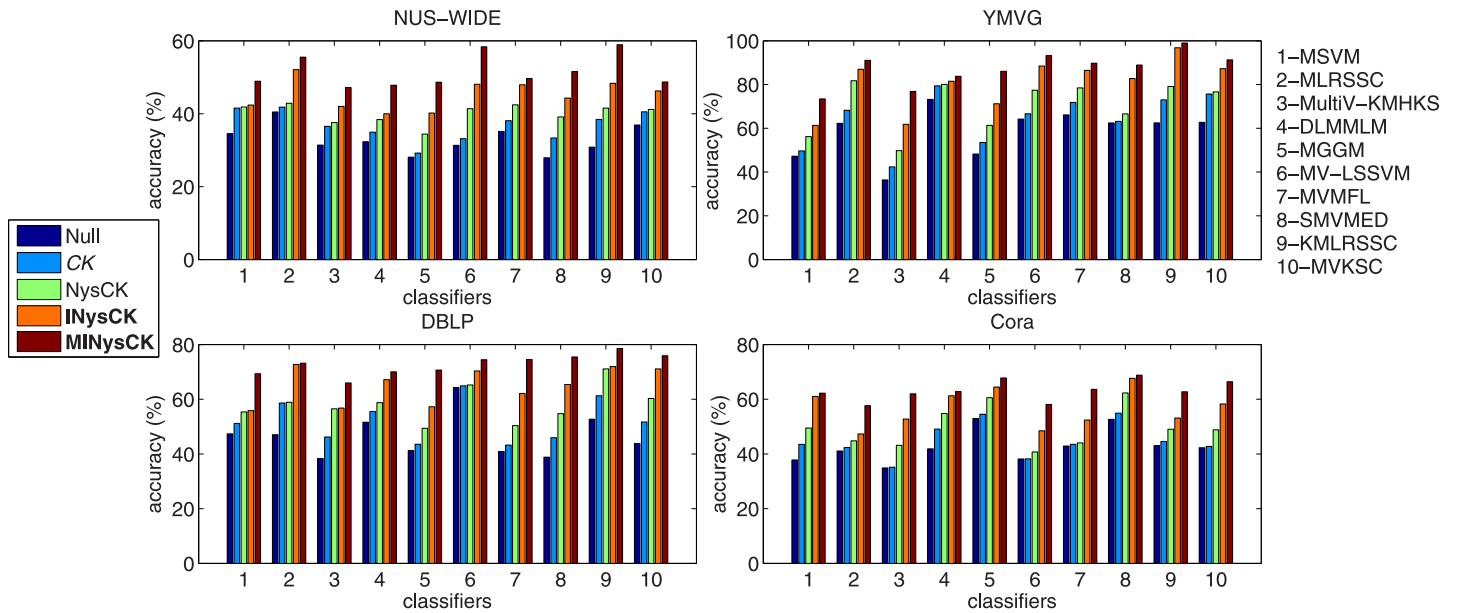 NUS−WIDE
60
40
20
0
accuracy (%)
1 2 3 4 5 6 7 8 9 10
classifiers
YMVG
100
80
60
40
20
0
accuracy (%)
1 2 3 4 5 6 7 8 9 10
classifiers
1−MSVM
2−MLRSSC
3−MultiV−KMHKS
4−DLMMLM
5−MGGM
6−MV−LSSVM
7−MVMFL
8−SMVMED
9−KMLRSSC
10−MVKSC
Null
CK
NysCK
INysCK
MINysCK
DBLP
80
60
40
20
0
accuracy (%)
1 2 3 4 5 6 7 8 9 10
classifiers
Cora
80
60
40
20
0
accuracy (%)
1 2 3 4 5 6 7 8 9 10
classifiers